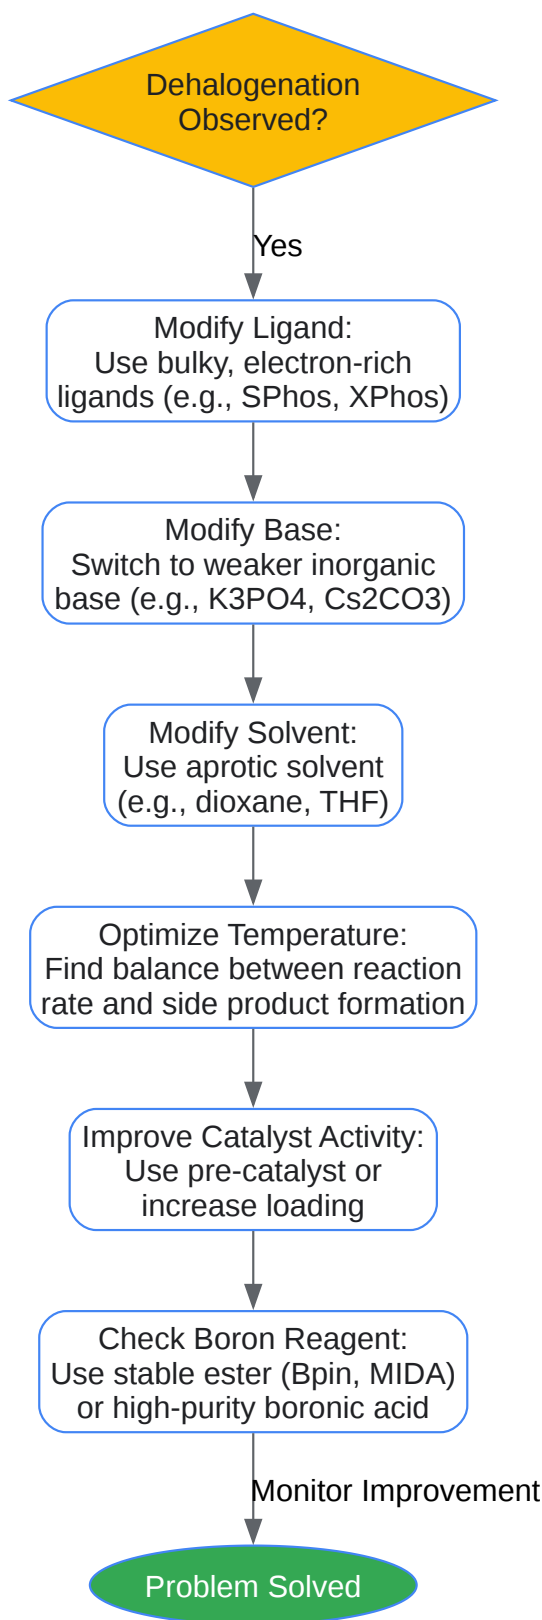 Dehalogenation
Observed?
Yes
Modify Ligand:
Use bulky, electron-rich
ligands (e.g., SPhos, XPhos)
Modify Base:
Switch to weaker inorganic
base (e.g., K3PO4, Cs2CO3)
Modify Solvent:
Use aprotic solvent
(e.g., dioxane, THF)
Optimize Temperature:
Find balance between reaction
rate and side product formation
Improve Catalyst Activity:
Use pre-catalyst or
increase loading
Check Boron Reagent:
Use stable ester (Bpin, MIDA)
or high-purity boronic acid
Monitor Improvement
Problem Solved